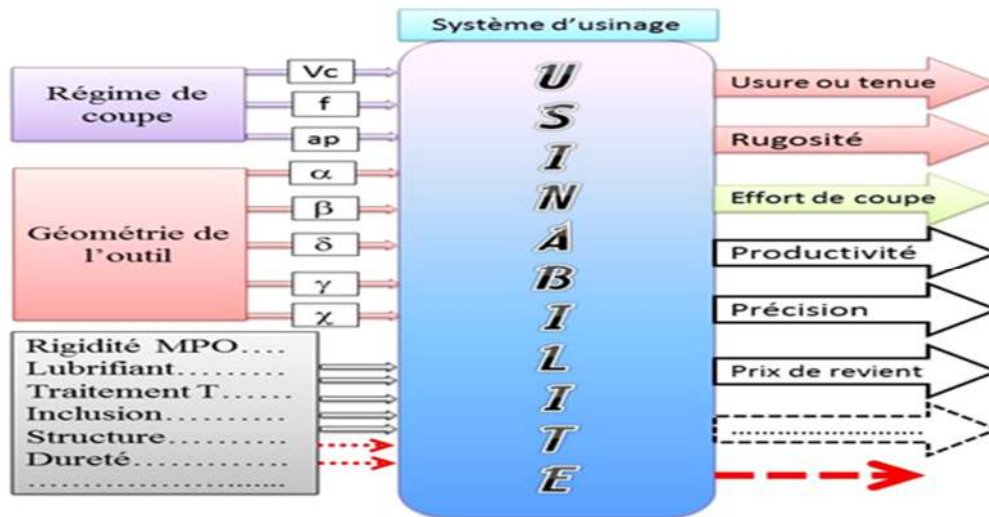 Système d'usinage
Régime de
coupe
Vc
f
ap
Géométrie de
l'outil
α
β
δ
γ
χ
Rigidité MPO....
Lubrifiant.........
Traitement T......
Inclusion..........
Structure..........
Dureté.............
.........................
USINABILITE
Usure ou tenue
Rugosité
Effort de coupe
Productivité
Précision
Prix de revient
...................